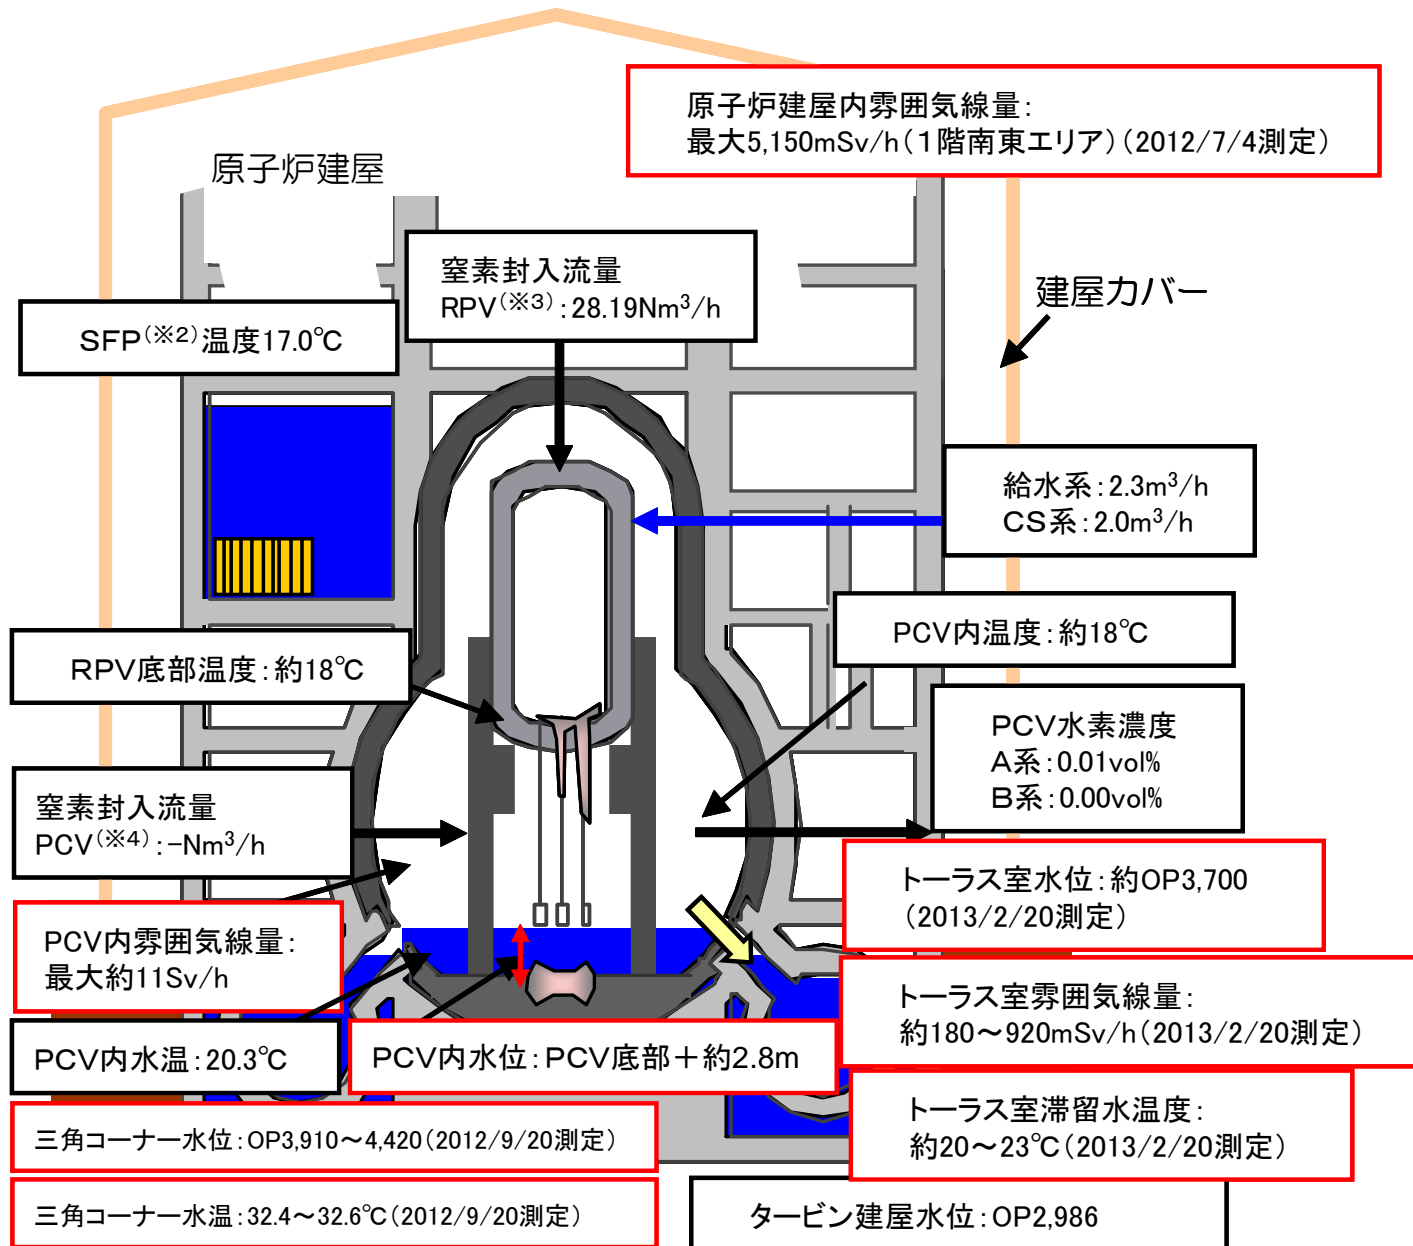 原子炉建屋内雰囲気線量:
最大5,150mSv/h(1階南東エリア)(2012/7/4測定)
原子炉建屋
窒素封入流量
RPV(※3):28.19Nm³/h
建屋カバー
SFP(※2)温度17.0℃
給水系:2.3m³/h
CS系:2.0m³/h
PCV内温度:約18℃
RPV底部温度:約18℃
PCV水素濃度
A系:0.01vol%
B系:0.00vol%
窒素封入流量
PCV(※4):-Nm³/h
トーラス室水位:約OP3,700
(2013/2/20測定)
PCV内雰囲気線量:
最大約11Sv/h
トーラス室雰囲気線量:
約180～920mSv/h(2013/2/20測定)
PCV内水温:20.3℃
PCV内水位:PCV底部+約2.8m
トーラス室滞留水温度:
約20～23℃(2013/2/20測定)
三角コーナー水位:OP3,910～4,420(2012/9/20測定)
三角コーナー水温:32.4～32.6℃(2012/9/20測定)
タービン建屋水位:OP2,986